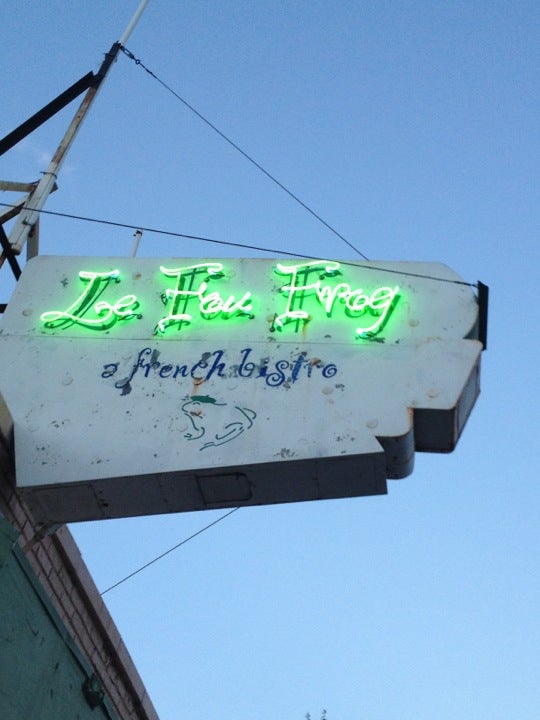 Le Fou Frog
a french bistro